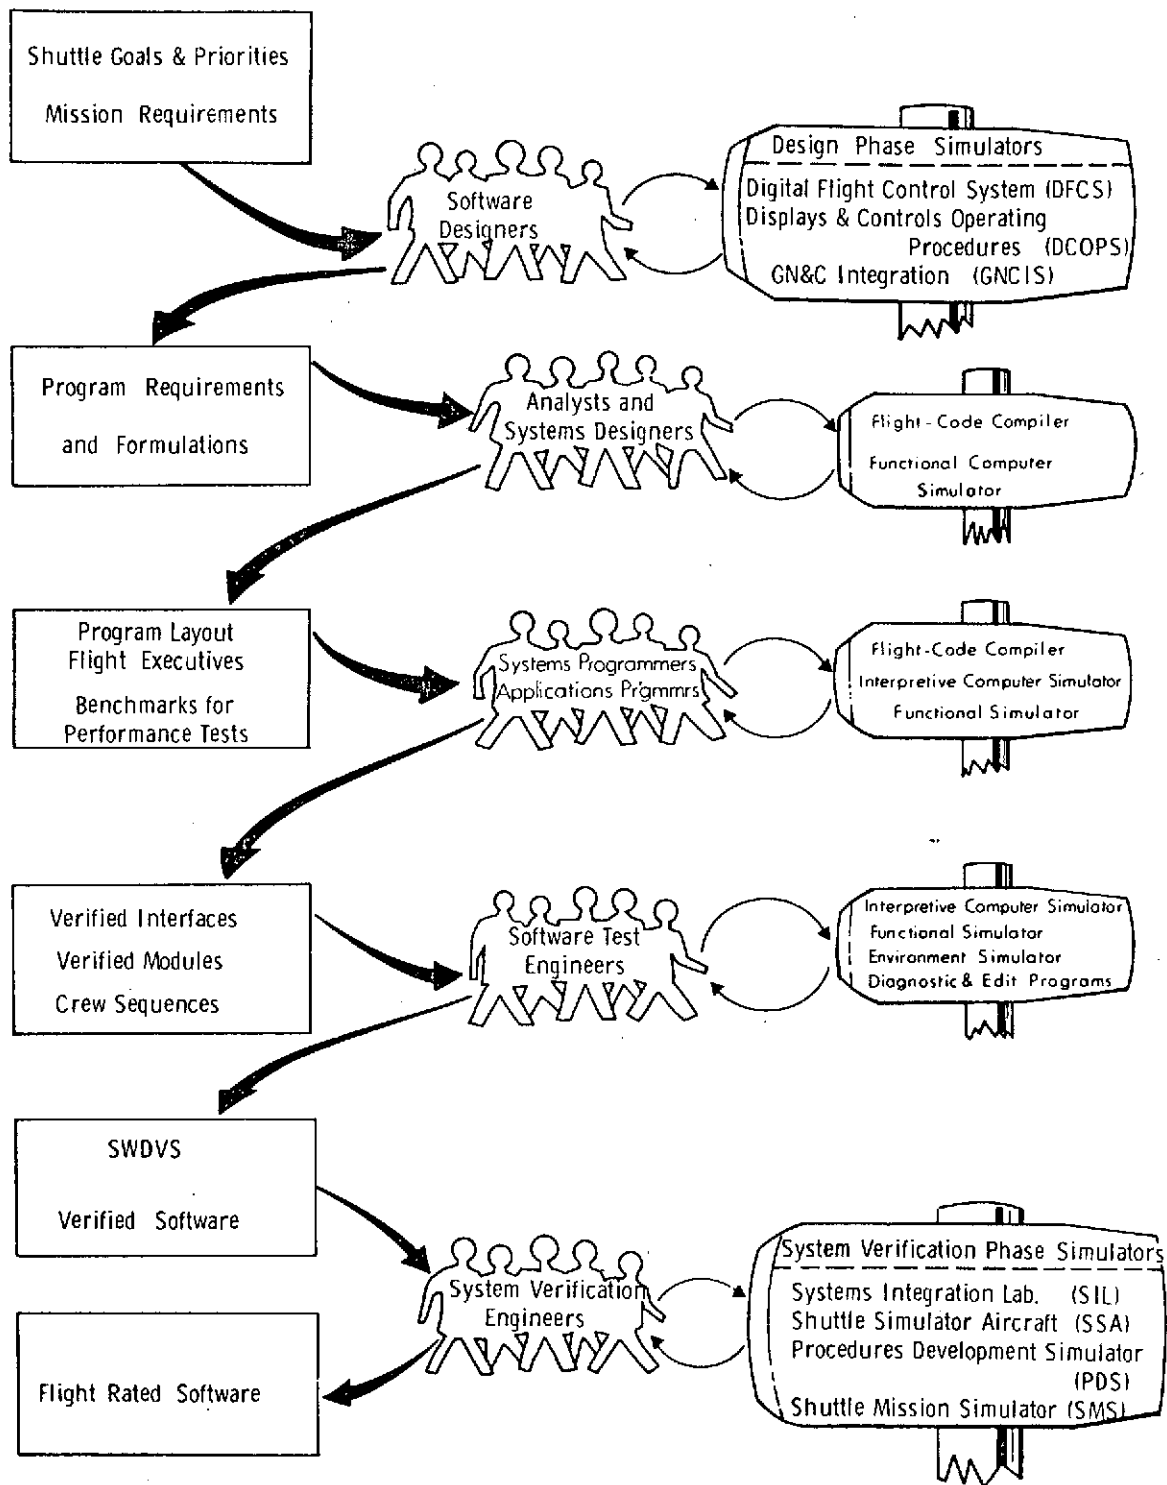 Shuttle Goals & Priorities
Mission Requirements
Software
Designers
Design Phase Simulators
Digital Flight Control System (DFCS)
Displays & Controls Operating
Procedures (DCOPS)
GN&C Integration (GNCIS)
Program Requirements
and Formulations
Analysts and
Systems Designers
Flight-Code Compiler
Functional Computer
Simulator
Program Layout
Flight Executives
Benchmarks for
Performance Tests
Systems Programmers
Applications Prgmmrs
Flight-Code Compiler
Interpretive Computer Simulator
Functional Simulator
Verified Interfaces
Verified Modules
Crew Sequences
Software Test
Engineers
Interpretive Computer Simulator
Functional Simulator
Environment Simulator
Diagnostic & Edit Programs
SWDVS
Verified Software
System Verification
Engineers
System Verification Phase Simulators
Systems Integration Lab. (SIL)
Shuttle Simulator Aircraft (SSA)
Procedures Development Simulator
(PDS)
Shuttle Mission Simulator (SMS)
Flight Rated Software